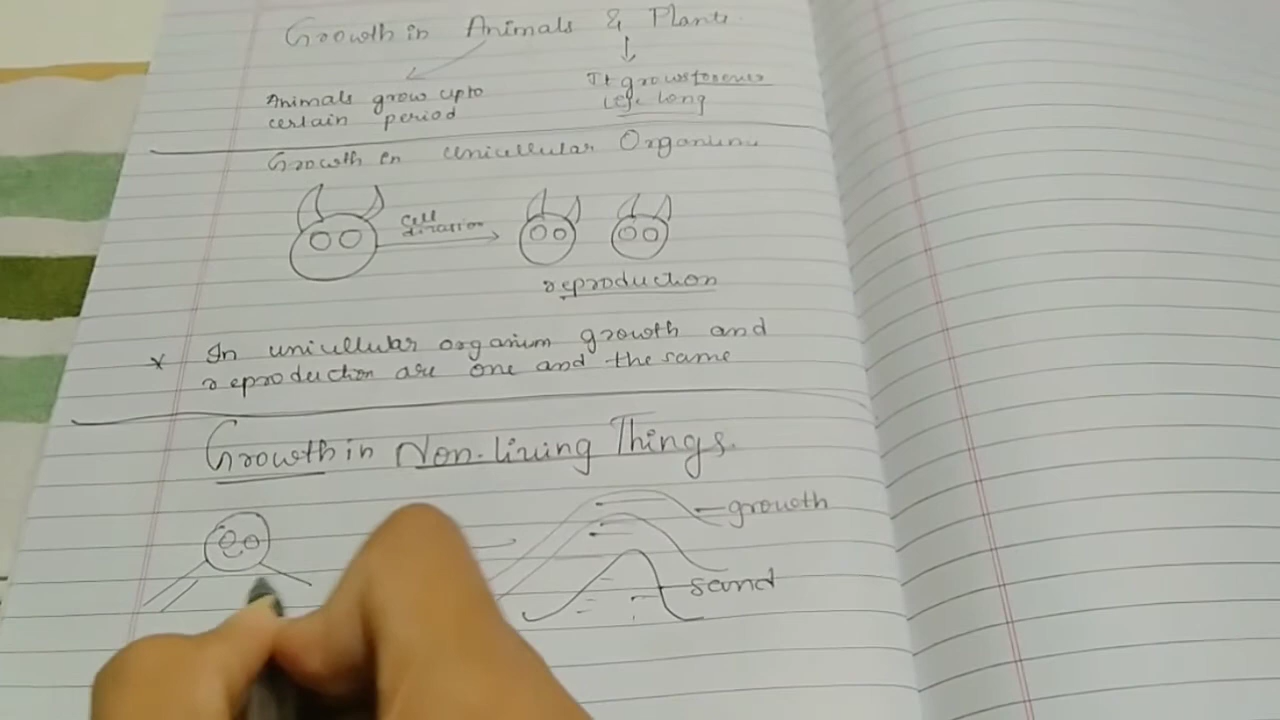 Growth in Animals & Plants.
Animals grow upto
certain period
It grows forever
Life long
Growth in unicellular Organism
Cell
division
reproduction
* In unicellular organism growth and
reproduction are one and the same
Growth in Non-living Things.
growth
sand